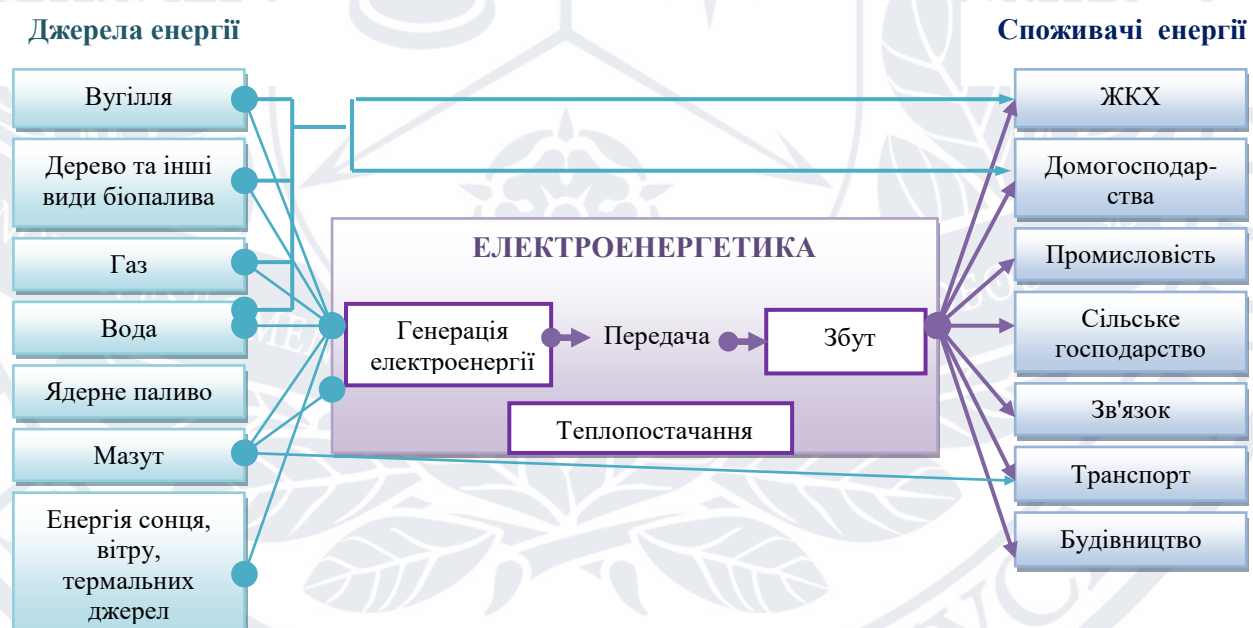 Джерела енергії
Споживачі енергії
Вугілля
Дерево та інші
види біопалива
Газ
Вода
Ядерне паливо
Мазут
Енергія сонця,
вітру,
термальних
джерел
ЕЛЕКТРОЕНЕРГЕТИКА
Генерація
електроенергії
Передача
Збут
Теплопостачання
ЖКХ
Домогосподар-
ства
Промисловість
Сільське
господарство
Зв'язок
Транспорт
Будівництво